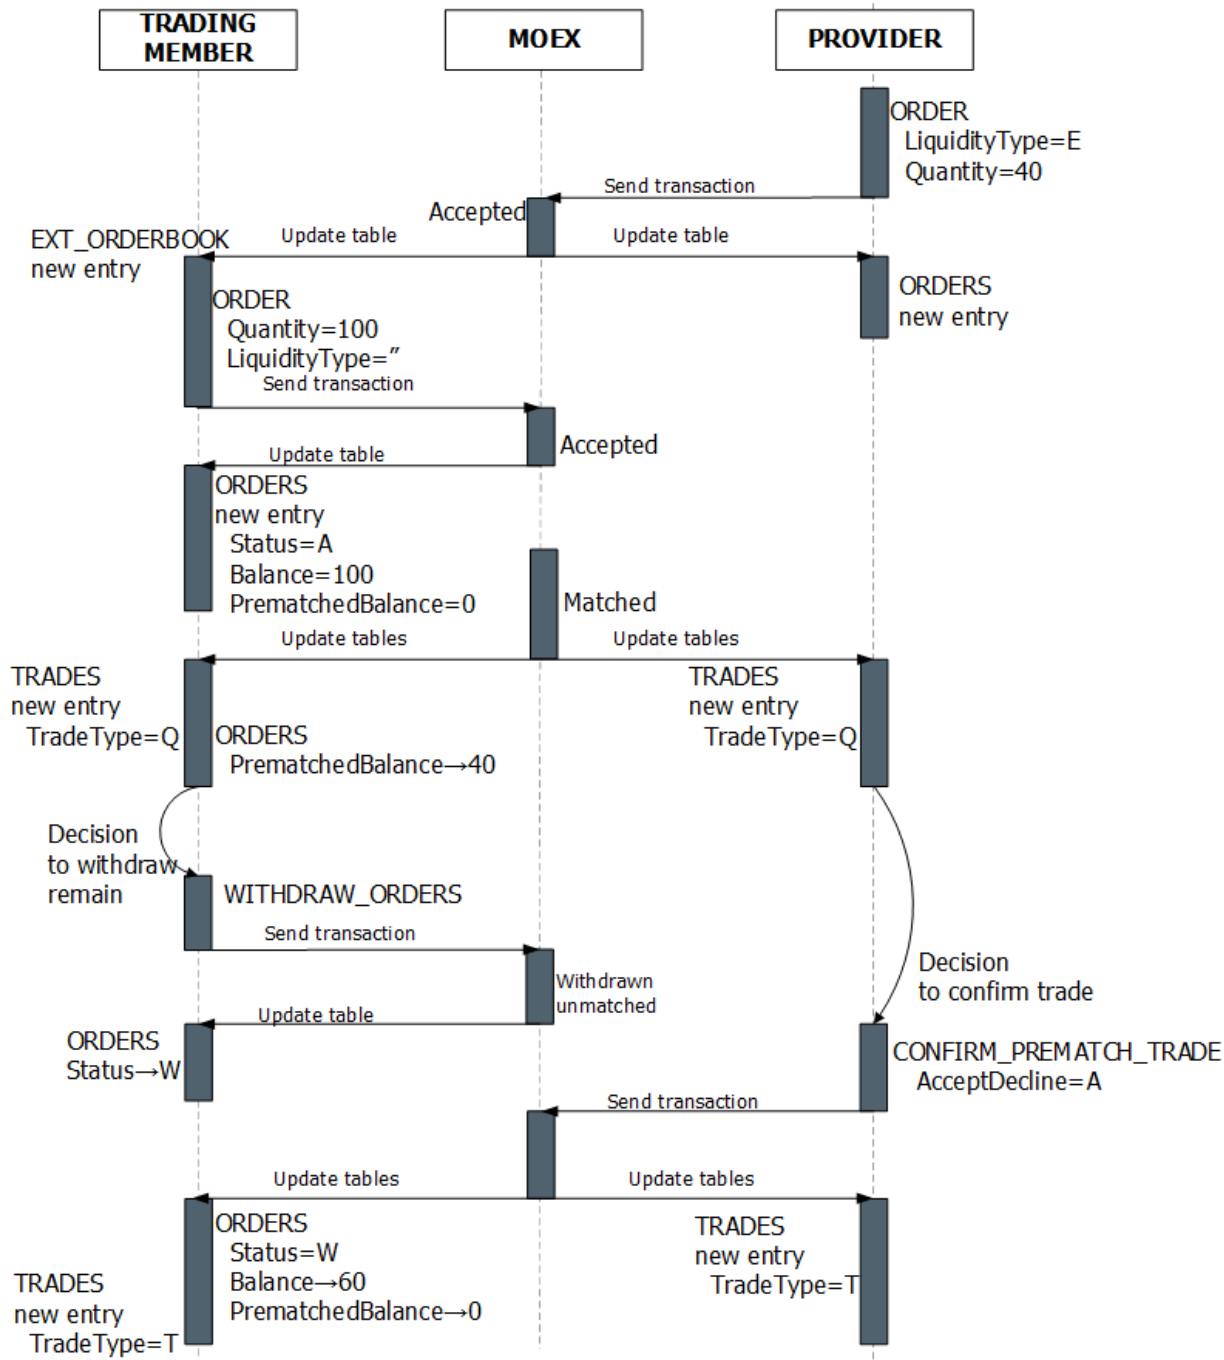 TRADING
MEMBER
MOEX
PROVIDER
ORDER
LiquidityType=E
Quantity=40
Send transaction
Accepted
EXT_ORDERBOOK
new entry
Update table
Update table
ORDERS
new entry
ORDER
Quantity=100
LiquidityType=”
Send transaction
Accepted
Update table
ORDERS
new entry
Status=A
Balance=100
PrematchedBalance=0
Matched
Update tables
Update tables
TRADES
new entry
TradeType=Q
ORDERS
PrematchedBalance→40
TRADES
new entry
TradeType=Q
Decision
to withdraw
remain
WITHDRAW_ORDERS
Send transaction
Withdrawn
unmatched
Decision
to confirm trade
Update table
ORDERS
Status→W
CONFIRM_PREMATCH_TRADE
AcceptDecline=A
Send transaction
Update tables
Update tables
ORDERS
Status=W
Balance→60
PrematchedBalance→0
TRADES
new entry
TradeType=T
TRADES
new entry
TradeType=T